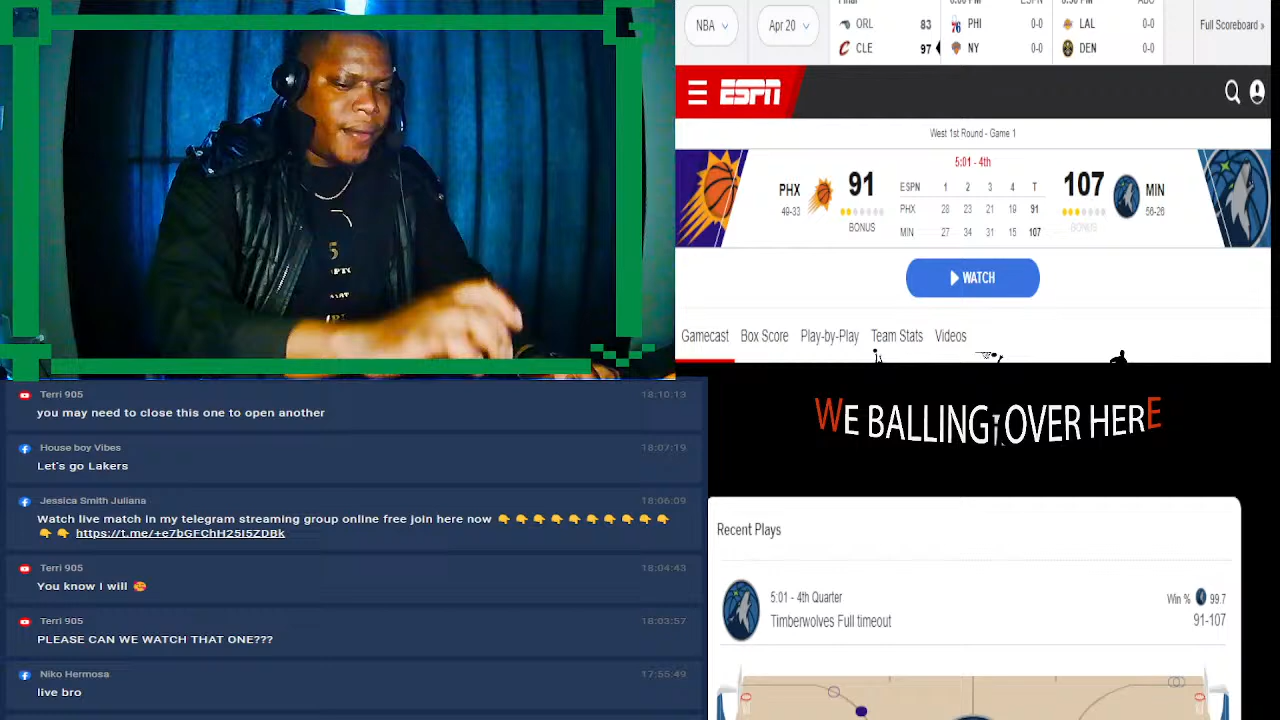 NBA
Apr 20
ORL 83
CLE 97
PHI 0-0
NY 0-0
LAL 0-0
DEN 0-0
Full Scoreboard »
ESPN
West 1st Round - Game 1
5:01 - 4th
PHX
49-33
91
BONUS
ESPN 1 2 3 4 T
PHX 28 23 21 19 91
MIN 27 34 31 15 107
107
BONUS
MIN
56-26
WATCH
Gamecast Box Score Play-by-Play Team Stats Videos
WE BALLING OVER HERE
Terri 905 18:10:13
you may need to close this one to open another
House boy Vibes 18:07:19
Let's go Lakers
Jessica Smith Juliana 18:06:09
Watch live match in my telegram streaming group online free join here now 👇👇👇👇👇👇👇👇👇👇
👇👇 https://t.me/+e7bGFChH25I5ZDBk
Terri 905 18:04:43
You know I will 🥰
Terri 905 18:03:57
PLEASE CAN WE WATCH THAT ONE???
Niko Hermosa 17:55:49
live bro
Recent Plays
5:01 - 4th Quarter
Timberwolves Full timeout
Win % 99.7
91-107